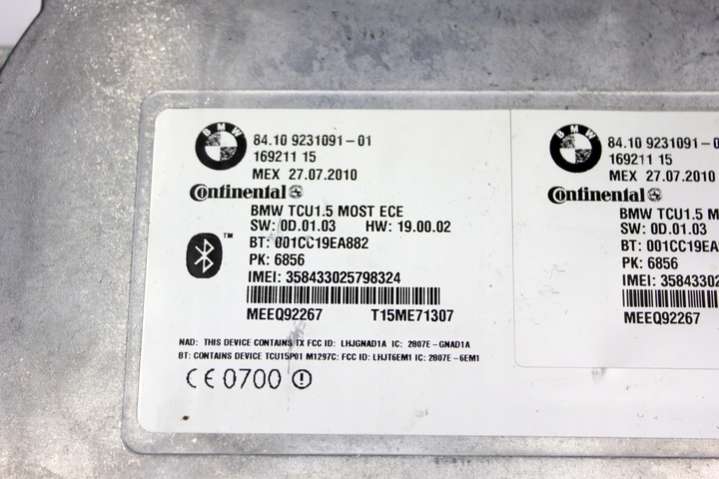 BMW
84.10 9231091-01
169211 15
MEX 27.07.2010
Continental
BMW TCU1.5 MOST ECE
SW: 0D.01.03 HW: 19.00.02
BT: 001CC19EA882
PK: 6856
IMEI: 358433025798324
MEEQ92267 T15ME71307
NAD: THIS DEVICE CONTAINS TX FCC ID: LHJGNAD1A IC: 2807E-GNAD1A
BT: CONTAINS DEVICE TCU15P01 M1297C: FCC ID: LHJT6EM1 IC: 2807E-6EM1
CE 0700
BMW
84.10 9231091-0
169211 15
MEX 27.07.2010
Continental
BMW TCU1.5 M
SW: 0D.01.03
BT: 001CC19EA
PK: 6856
IMEI: 35843302
MEEQ92267